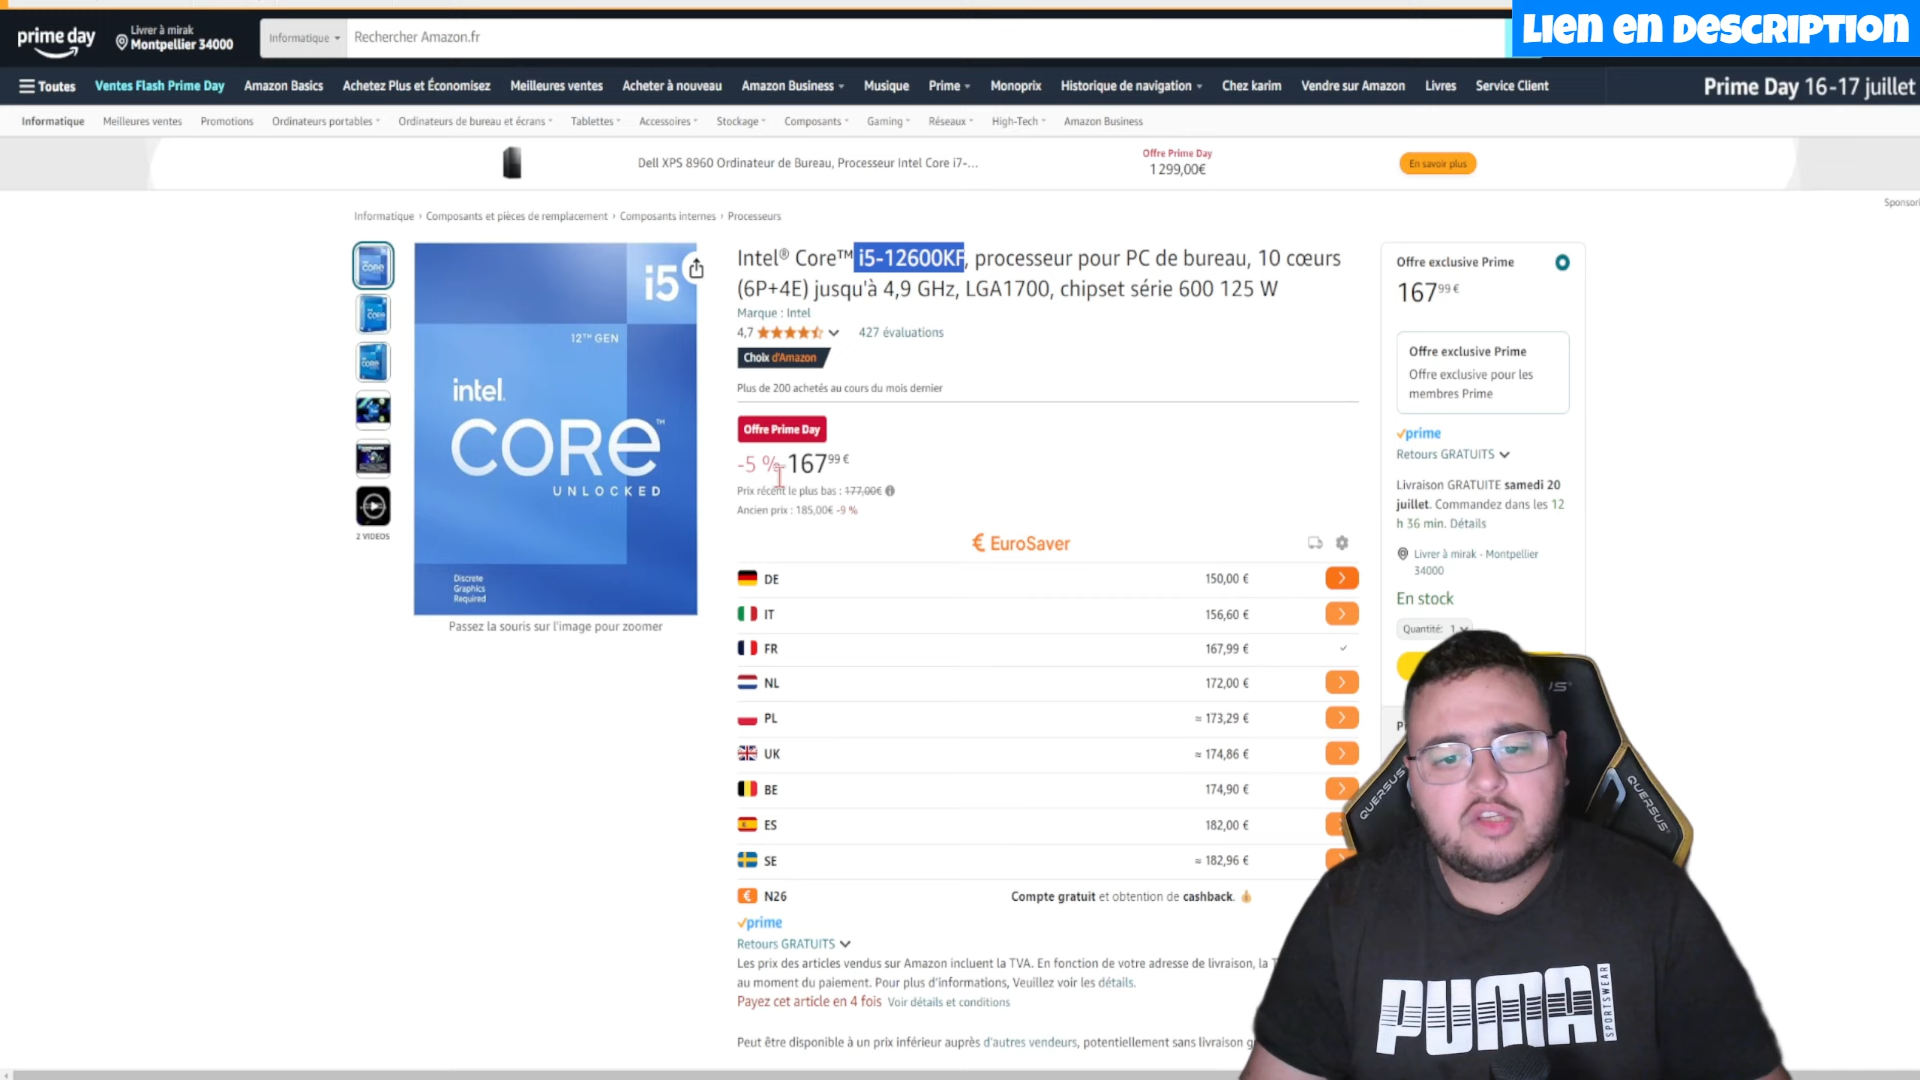 Lien en description
prime day
Livrer à mirak
Montpellier 34000
Informatique
Rechercher Amazon.fr
Toutes
Ventes Flash Prime Day
Amazon Basics
Achetez Plus et Économisez
Meilleures ventes
Acheter à nouveau
Amazon Business
Musique
Prime
Monoprix
Historique de navigation
Chez karim
Vendre sur Amazon
Livres
Service Client
Prime Day 16-17 juillet
Informatique
Meilleures ventes
Promotions
Ordinateurs portables
Ordinateurs de bureau et écrans
Tablettes
Accessoires
Stockage
Composants
Gaming
Réseaux
High-Tech
Amazon Business
Dell XPS 8960 Ordinateur de Bureau, Processeur Intel Core i7-...
Offre Prime Day
1 299,00€
En savoir plus
Informatique › Composants et pièces de remplacement › Composants internes › Processeurs
i5
12TH GEN
intel.
CORE™
UNLOCKED
Discrete
Graphics
Required
2 VIDEOS
Passez la souris sur l'image pour zoomer
Intel® Core™ i5-12600KF, processeur pour PC de bureau, 10 cœurs
(6P+4E) jusqu'à 4,9 GHz, LGA1700, chipset série 600 125 W
Marque : Intel
4,7
427 évaluations
Choix d'Amazon
Plus de 200 achetés au cours du mois dernier
Offre Prime Day
-5 % 167,99 €
Prix récent le plus bas : 177,00€
Ancien prix : 185,00€ -9 %
€ EuroSaver
DE 150,00 €
IT 156,60 €
FR 167,99 €
NL 172,00 €
PL ≈ 173,29 €
UK ≈ 174,86 €
BE 174,90 €
ES 182,00 €
SE ≈ 182,96 €
€ N26 Compte gratuit et obtention de cashback.
prime
Retours GRATUITS
Les prix des articles vendus sur Amazon incluent la TVA. En fonction de votre adresse de livraison, la
au moment du paiement. Pour plus d'informations, Veuillez voir les détails.
Payez cet article en 4 fois Voir détails et conditions
Peut être disponible à un prix inférieur auprès d'autres vendeurs, potentiellement sans livraison
Offre exclusive Prime
167,99 €
Offre exclusive Prime
Offre exclusive pour les
membres Prime
prime
Retours GRATUITS
Livraison GRATUITE samedi 20
juillet. Commandez dans les 12
h 36 min. Détails
Livrer à mirak - Montpellier
34000
En stock
Quantité: 1
QUERSUS
QUERSUS
PUMA
SPORTSWEAR